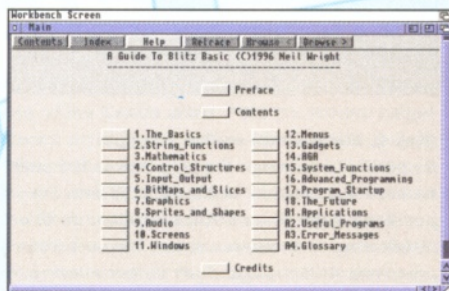 Workbench Screen
Main
Contents Index Help Retrace Browse < Browse >
A Guide To Blitz Basic (C)1996 Neil Wright
Preface
Contents
1.The_Basics
2.String_Functions
3.Mathematics
4.Control_Structures
5.Input_Output
6.BitMaps_and_Slices
7.Graphics
8.Sprites_and_Shapes
9.Audio
10.Screens
11.Windows
12.Menus
13.Gadgets
14.AGA
15.System_Functions
16.Advanced_Programming
17.Program_Startup
18.The_Future
A1.Applications
A2.Useful_Programs
A3.Error_Messages
A4.Glossary
Credits